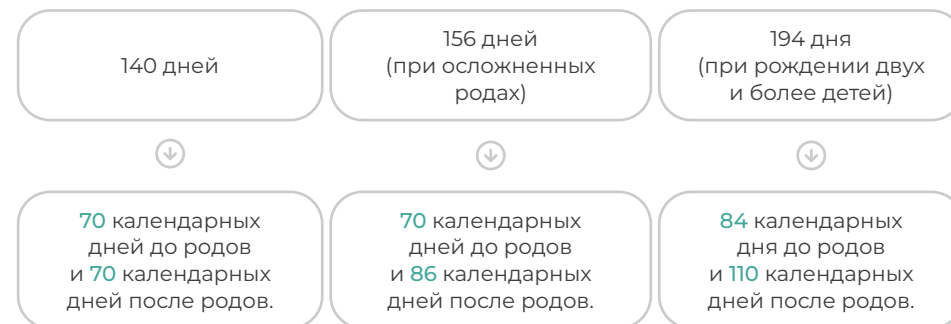 140 дней
156 дней
(при осложненных
родах)
194 дня
(при рождении двух
и более детей)
70 календарных
дней до родов
и 70 календарных
дней после родов.
70 календарных
дней до родов
и 86 календарных
дней после родов.
84 календарных
дня до родов
и 110 календарных
дней после родов.